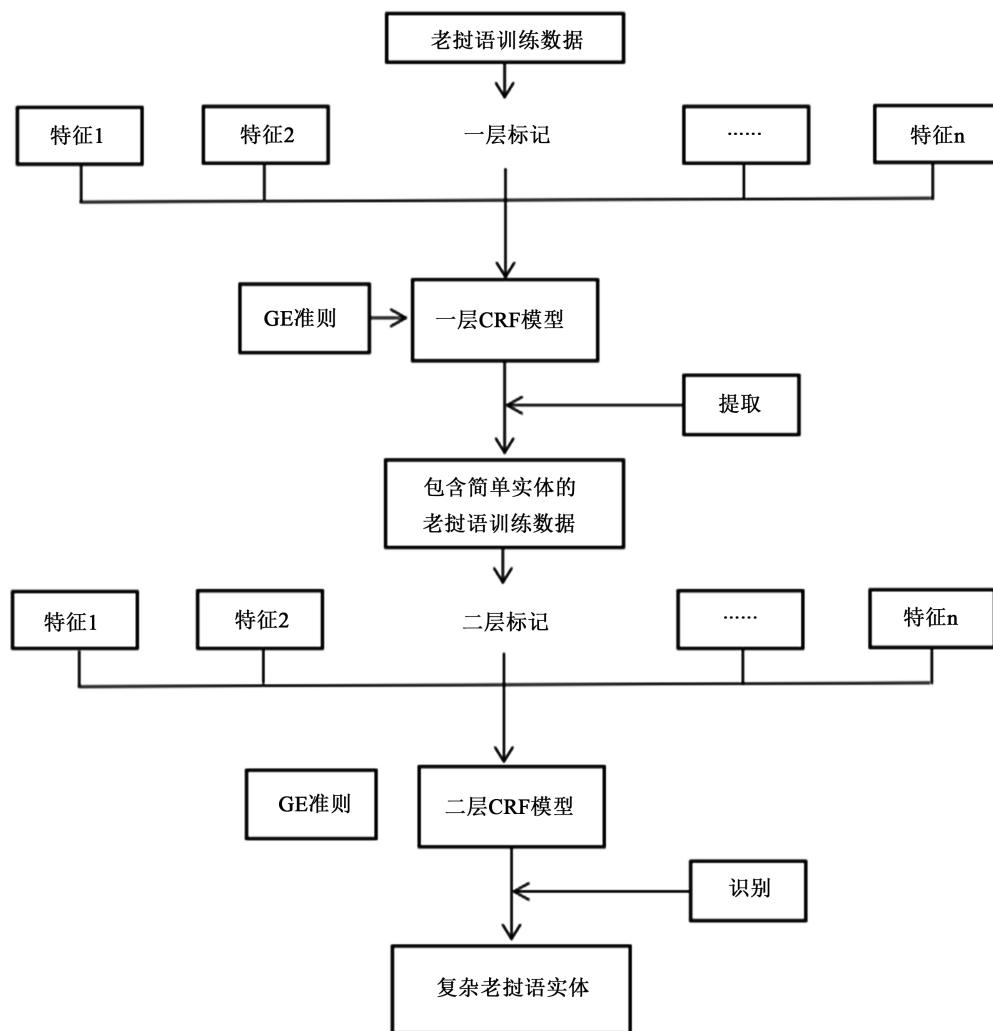 老挝语训练数据
特征1
特征2
一层标记
……
特征n
GE准则
一层CRF模型
提取
包含简单实体的
老挝语训练数据
特征1
特征2
二层标记
……
特征n
GE准则
二层CRF模型
识别
复杂老挝语实体